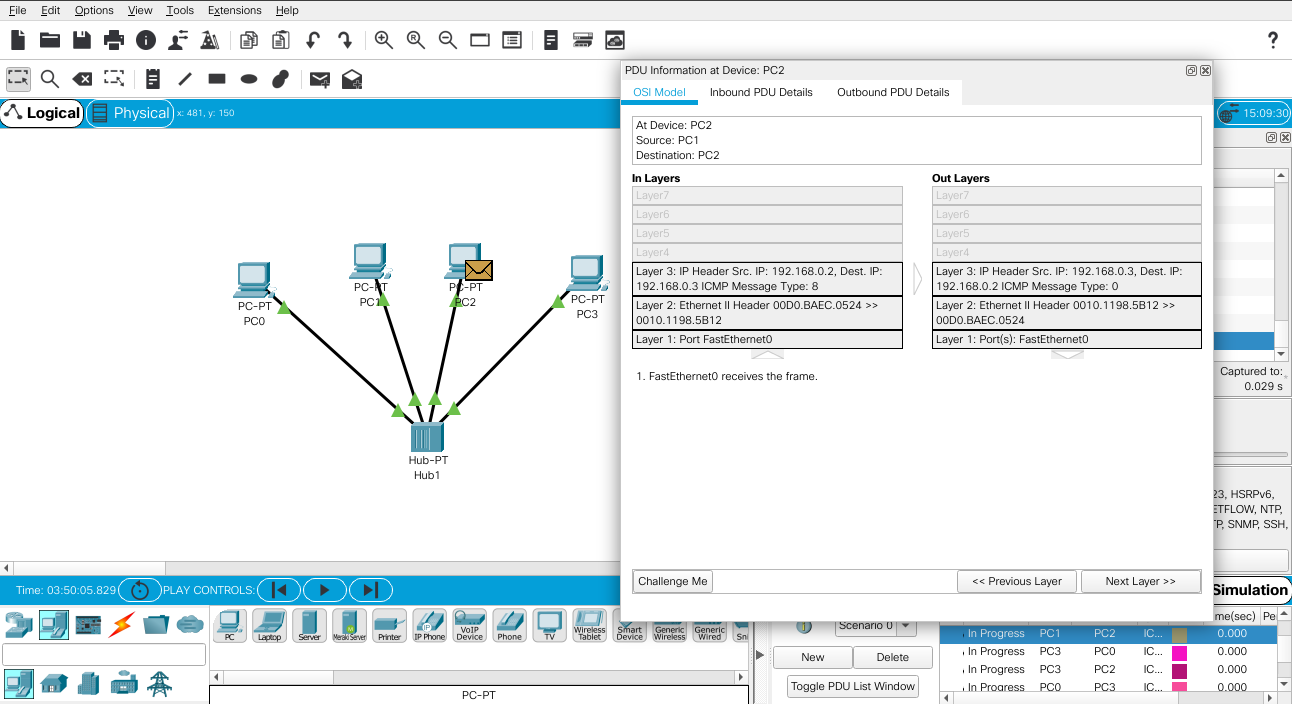 File Edit Options View Tools Extensions Help
?
PDU Information at Device: PC2
OSI Model Inbound PDU Details Outbound PDU Details
Logical Physical x: 481, y: 150
15:09:30
At Device: PC2
Source: PC1
Destination: PC2
In Layers Out Layers
Layer7 Layer7
Layer6 Layer6
Layer5 Layer5
Layer4 Layer4
Layer 3: IP Header Src. IP: 192.168.0.2, Dest. IP:
192.168.0.3 ICMP Message Type: 8
Layer 3: IP Header Src. IP: 192.168.0.3, Dest. IP:
192.168.0.2 ICMP Message Type: 0
Layer 2: Ethernet II Header 00D0.BAEC.0524 >>
0010.1198.5B12
Layer 2: Ethernet II Header 0010.1198.5B12 >>
00D0.BAEC.0524
Layer 1: Port FastEthernet0
Layer 1: Port(s): FastEthernet0
1. FastEthernet0 receives the frame.
Challenge Me << Previous Layer Next Layer >>
PC-PT
PC0
PC-PT
PC1
PC-PT
PC2
PC-PT
PC3
Hub-PT
Hub1
Captured to:
0.029 s
23, HSRPv6,
ETFLOW, NTP,
TP, SNMP, SSH,
Time: 03:50:05.829 PLAY CONTROLS:
Simulation
PC Laptop Server MerakiServer Printer IP Phone VoIP Device Phone TV Wireless Tablet Smart Device Generic Wireless Generic Wired
PC-PT
Scenario 0
New Delete
Toggle PDU List Window
me(sec) Pe
In Progress PC1 PC2 IC... 0.000
In Progress PC3 PC0 IC... 0.000
In Progress PC3 PC2 IC... 0.000
In Progress PC0 PC3 IC... 0.000